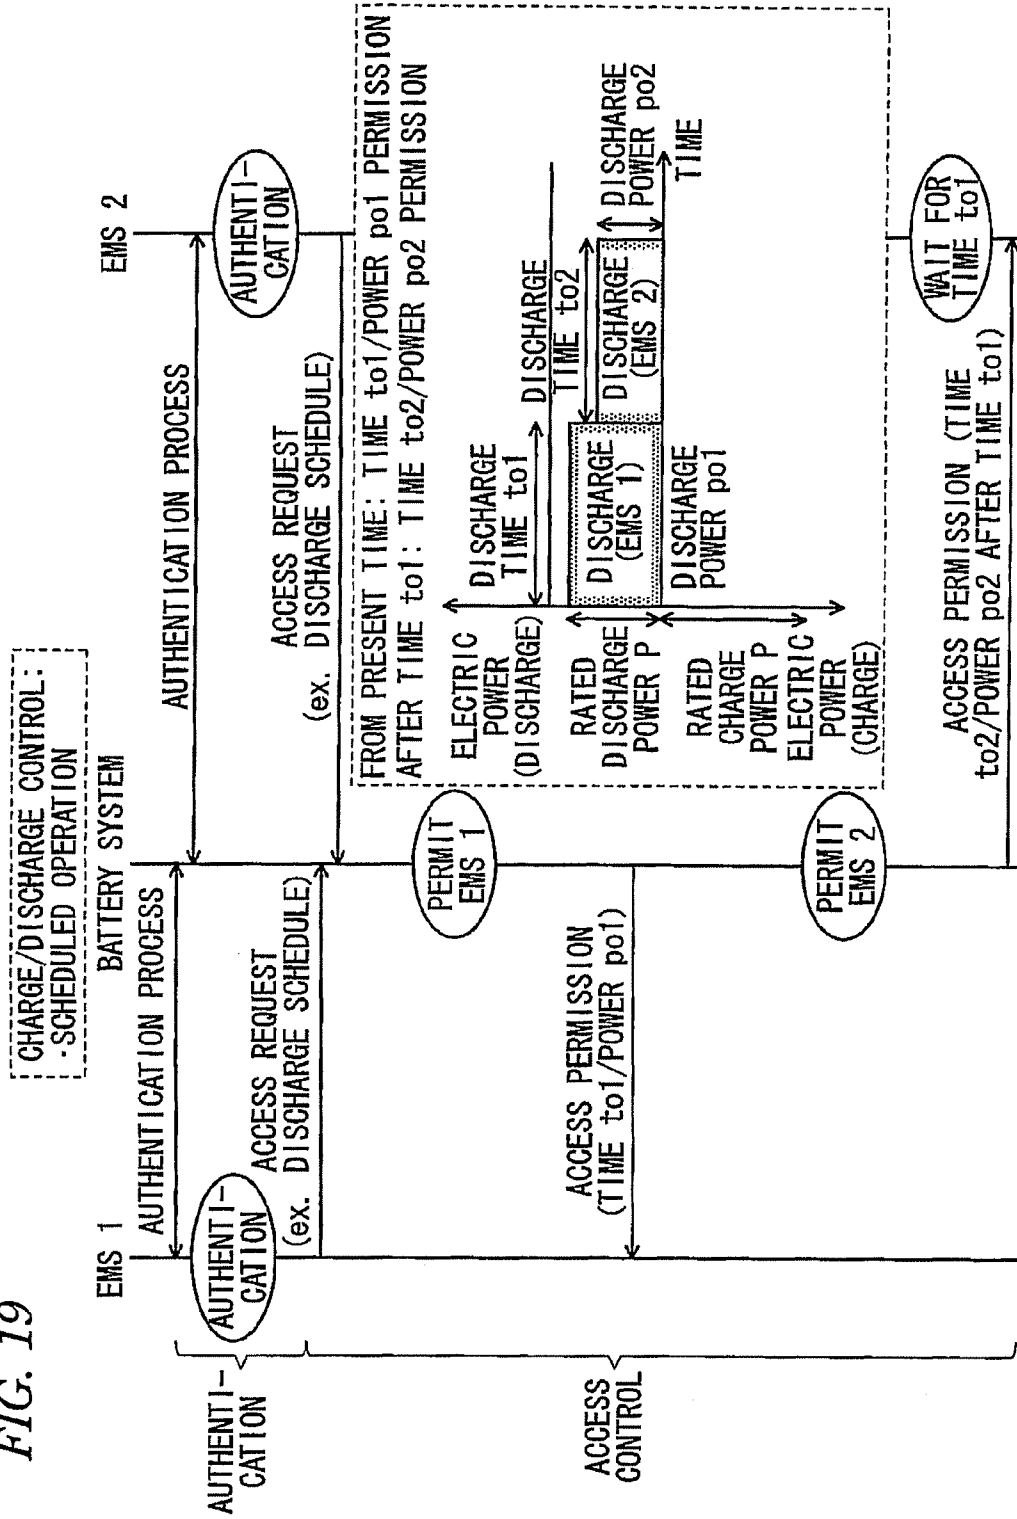 FIG. 19
CHARGE/DISCHARGE CONTROL:
·SCHEDULED OPERATION
EMS 1
BATTERY SYSTEM
EMS 2
AUTHENTICATION PROCESS
AUTHENTICATION PROCESS
AUTHENTI-
CATION
AUTHENTI-
CATION
AUTHENTI-
CATION
ACCESS REQUEST
(ex. DISCHARGE SCHEDULE)
ACCESS REQUEST
(ex. DISCHARGE SCHEDULE)
FROM PRESENT TIME: TIME to1/POWER po1 PERMISSION
AFTER TIME to1: TIME to2/POWER po2 PERMISSION
PERMIT
EMS 1
ELECTRIC
POWER
(DISCHARGE)
DISCHARGE
TIME to1
DISCHARGE
TIME to2
RATED
DISCHARGE
POWER P
DISCHARGE
(EMS 1)
DISCHARGE
(EMS 2)
DISCHARGE
POWER po2
DISCHARGE
POWER po1
TIME
RATED
CHARGE
POWER P
ELECTRIC
POWER
(CHARGE)
ACCESS
CONTROL
ACCESS PERMISSION
(TIME to1/POWER po1)
PERMIT
EMS 2
WAIT FOR
TIME to1
ACCESS PERMISSION (TIME
to2/POWER po2 AFTER TIME to1)